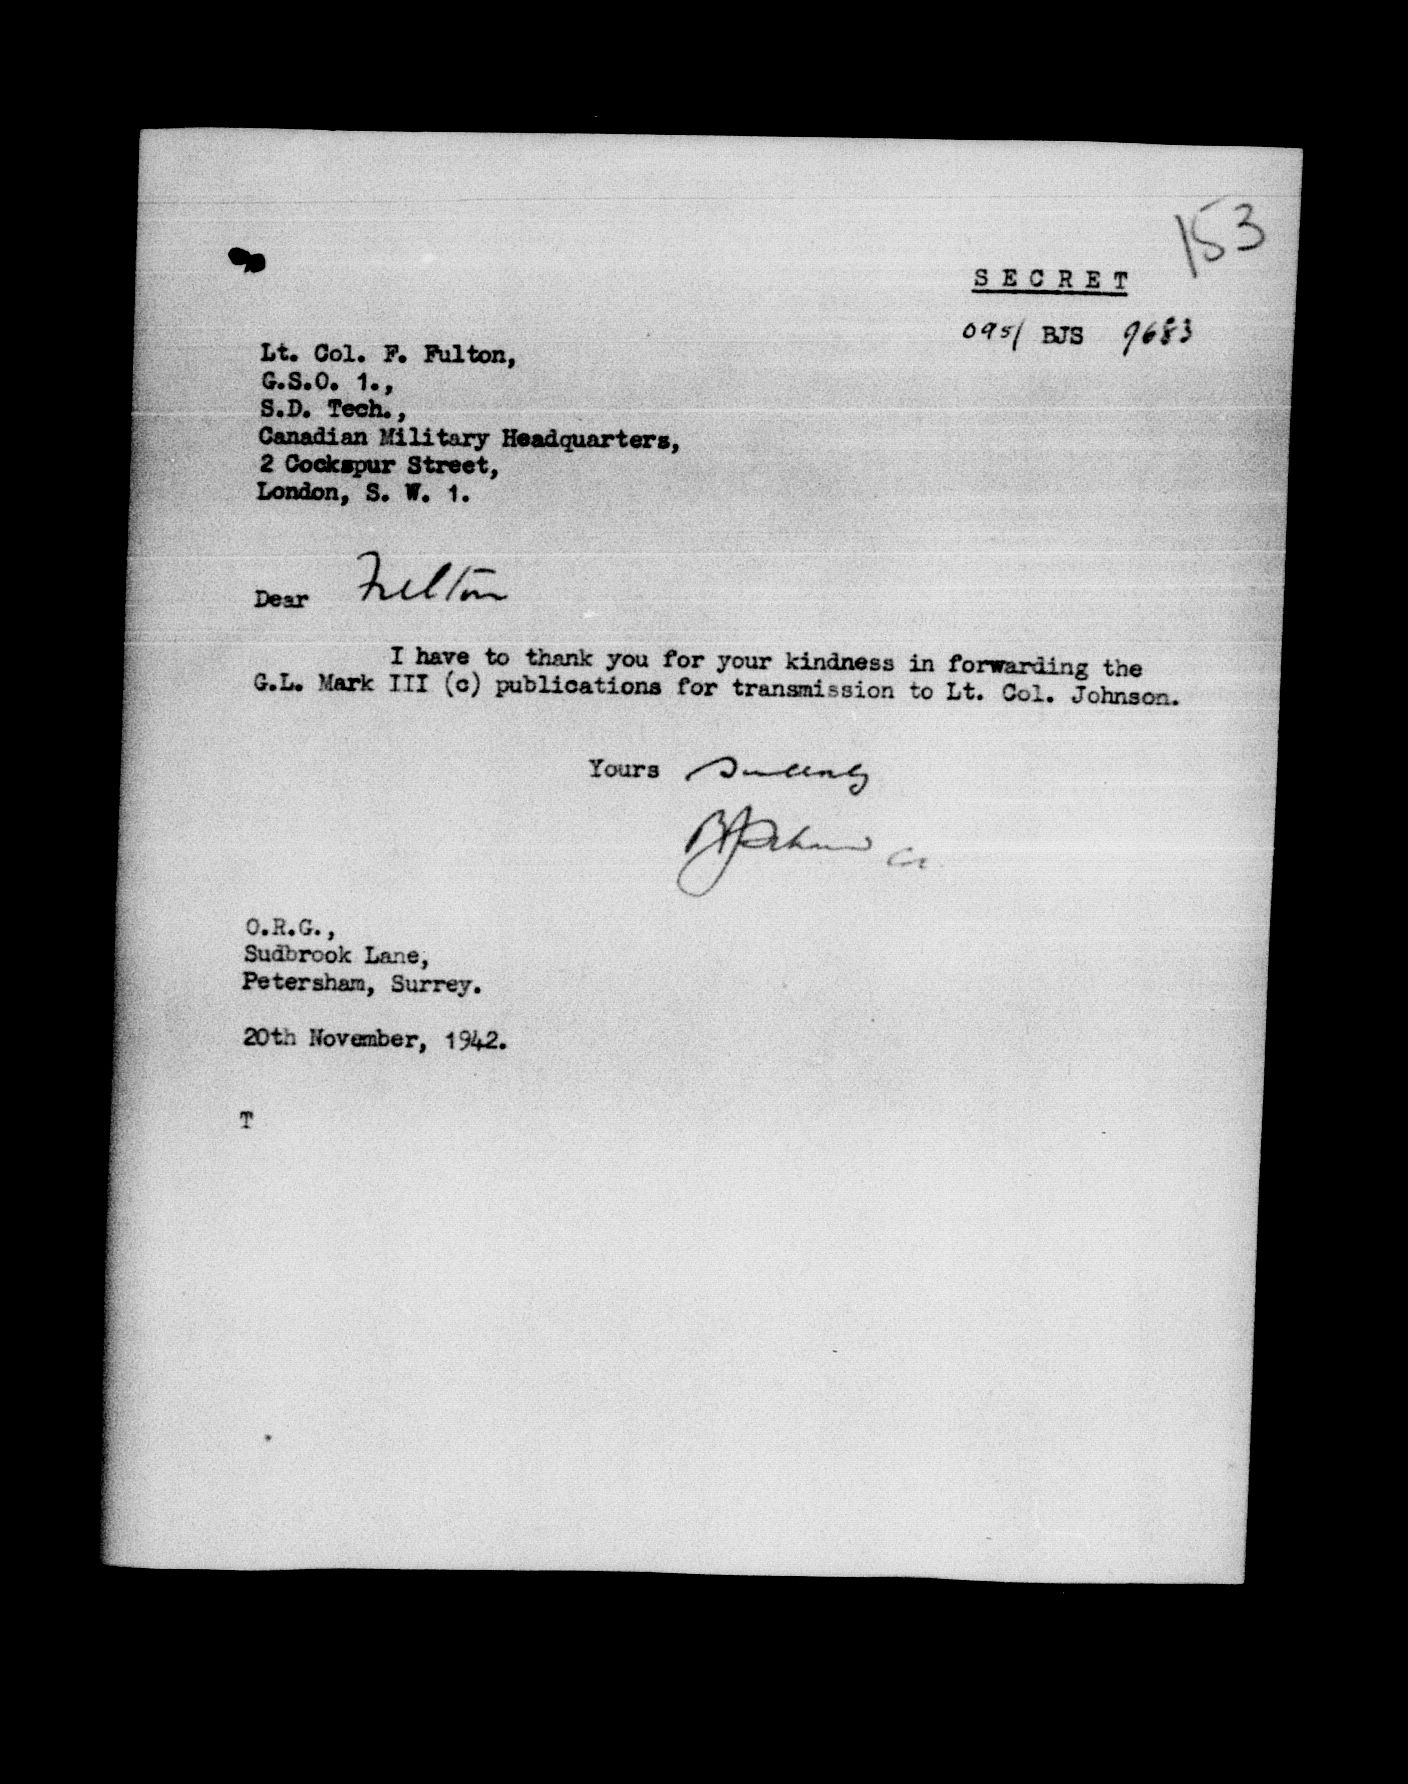 153
SECRET
095/ BJS 9683
Lt. Col. F. Fulton,
G.S.O. 1.,
S.D. Tech.,
Canadian Military Headquarters,
2 Cockspur Street,
London, S. W. 1.
Dear Fulton
I have to thank you for your kindness in forwarding the
G.L. Mark III (c) publications for transmission to Lt. Col. Johnson.
Yours sincerely
O.R.G.,
Sudbrook Lane,
Petersham, Surrey.
20th November, 1942.
T